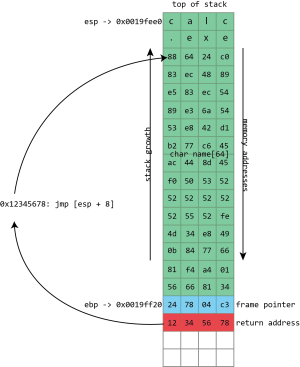 top of stack
esp -> 0x0019fee0 c a l c
. e x e
88 64 24 c0
83 ec 48 89
e5 83 ec 54
89 e3 6a 54
53 e8 42 d1
b2 77 c6 45
char name[64]
ac 44 8d 45
f0 50 53 52
52 52 52 52
52 55 52 fe
4d 34 e8 49
0b 84 77 66
81 f4 a4 01
56 66 81 34
ebp -> 0x0019ff20 24 78 04 c3 frame pointer
12 34 56 78 return address
stack growth
memory addresses
0x12345678: jmp [esp + 8]